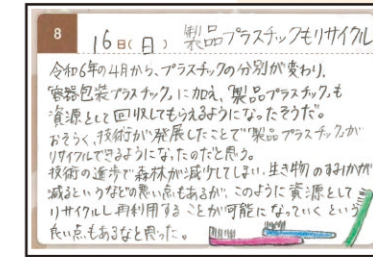 8 16日(日) 製品プラスチックもリサイクル
令和6年の4月から、プラスチックの分別が変わり、
"容器包装プラスチック"に加え、"製品プラスチック"も
資源として回収してもらえるようになったそうだ。
おそらく、技術が発展したことで"製品プラスチック"が
リサイクルできるようになったのだと思う。
技術の進歩で森林が減少してしまい、生き物のすみかが
減るというなどの悪い点もあるが、このように資源として
リサイクルし再利用することが可能になっていくという
良い点もあるなと思った。